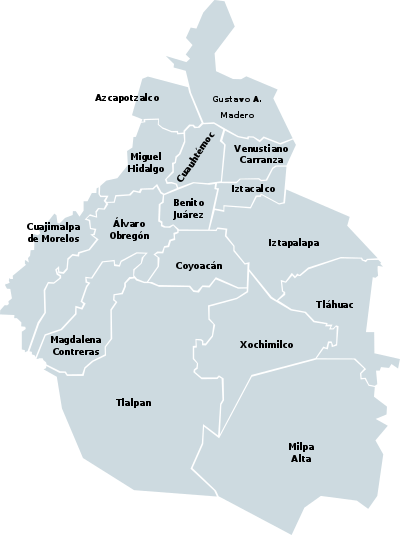 Azcapotzalco
Gustavo A.
Madero
Cuauhtémoc
Venustiano
Carranza
Miguel
Hidalgo
Iztacalco
Benito
Juárez
Cuajimalpa
de Morelos
Álvaro
Obregón
Iztapalapa
Coyoacán
Tláhuac
Magdalena
Contreras
Xochimilco
Tlalpan
Milpa
Alta